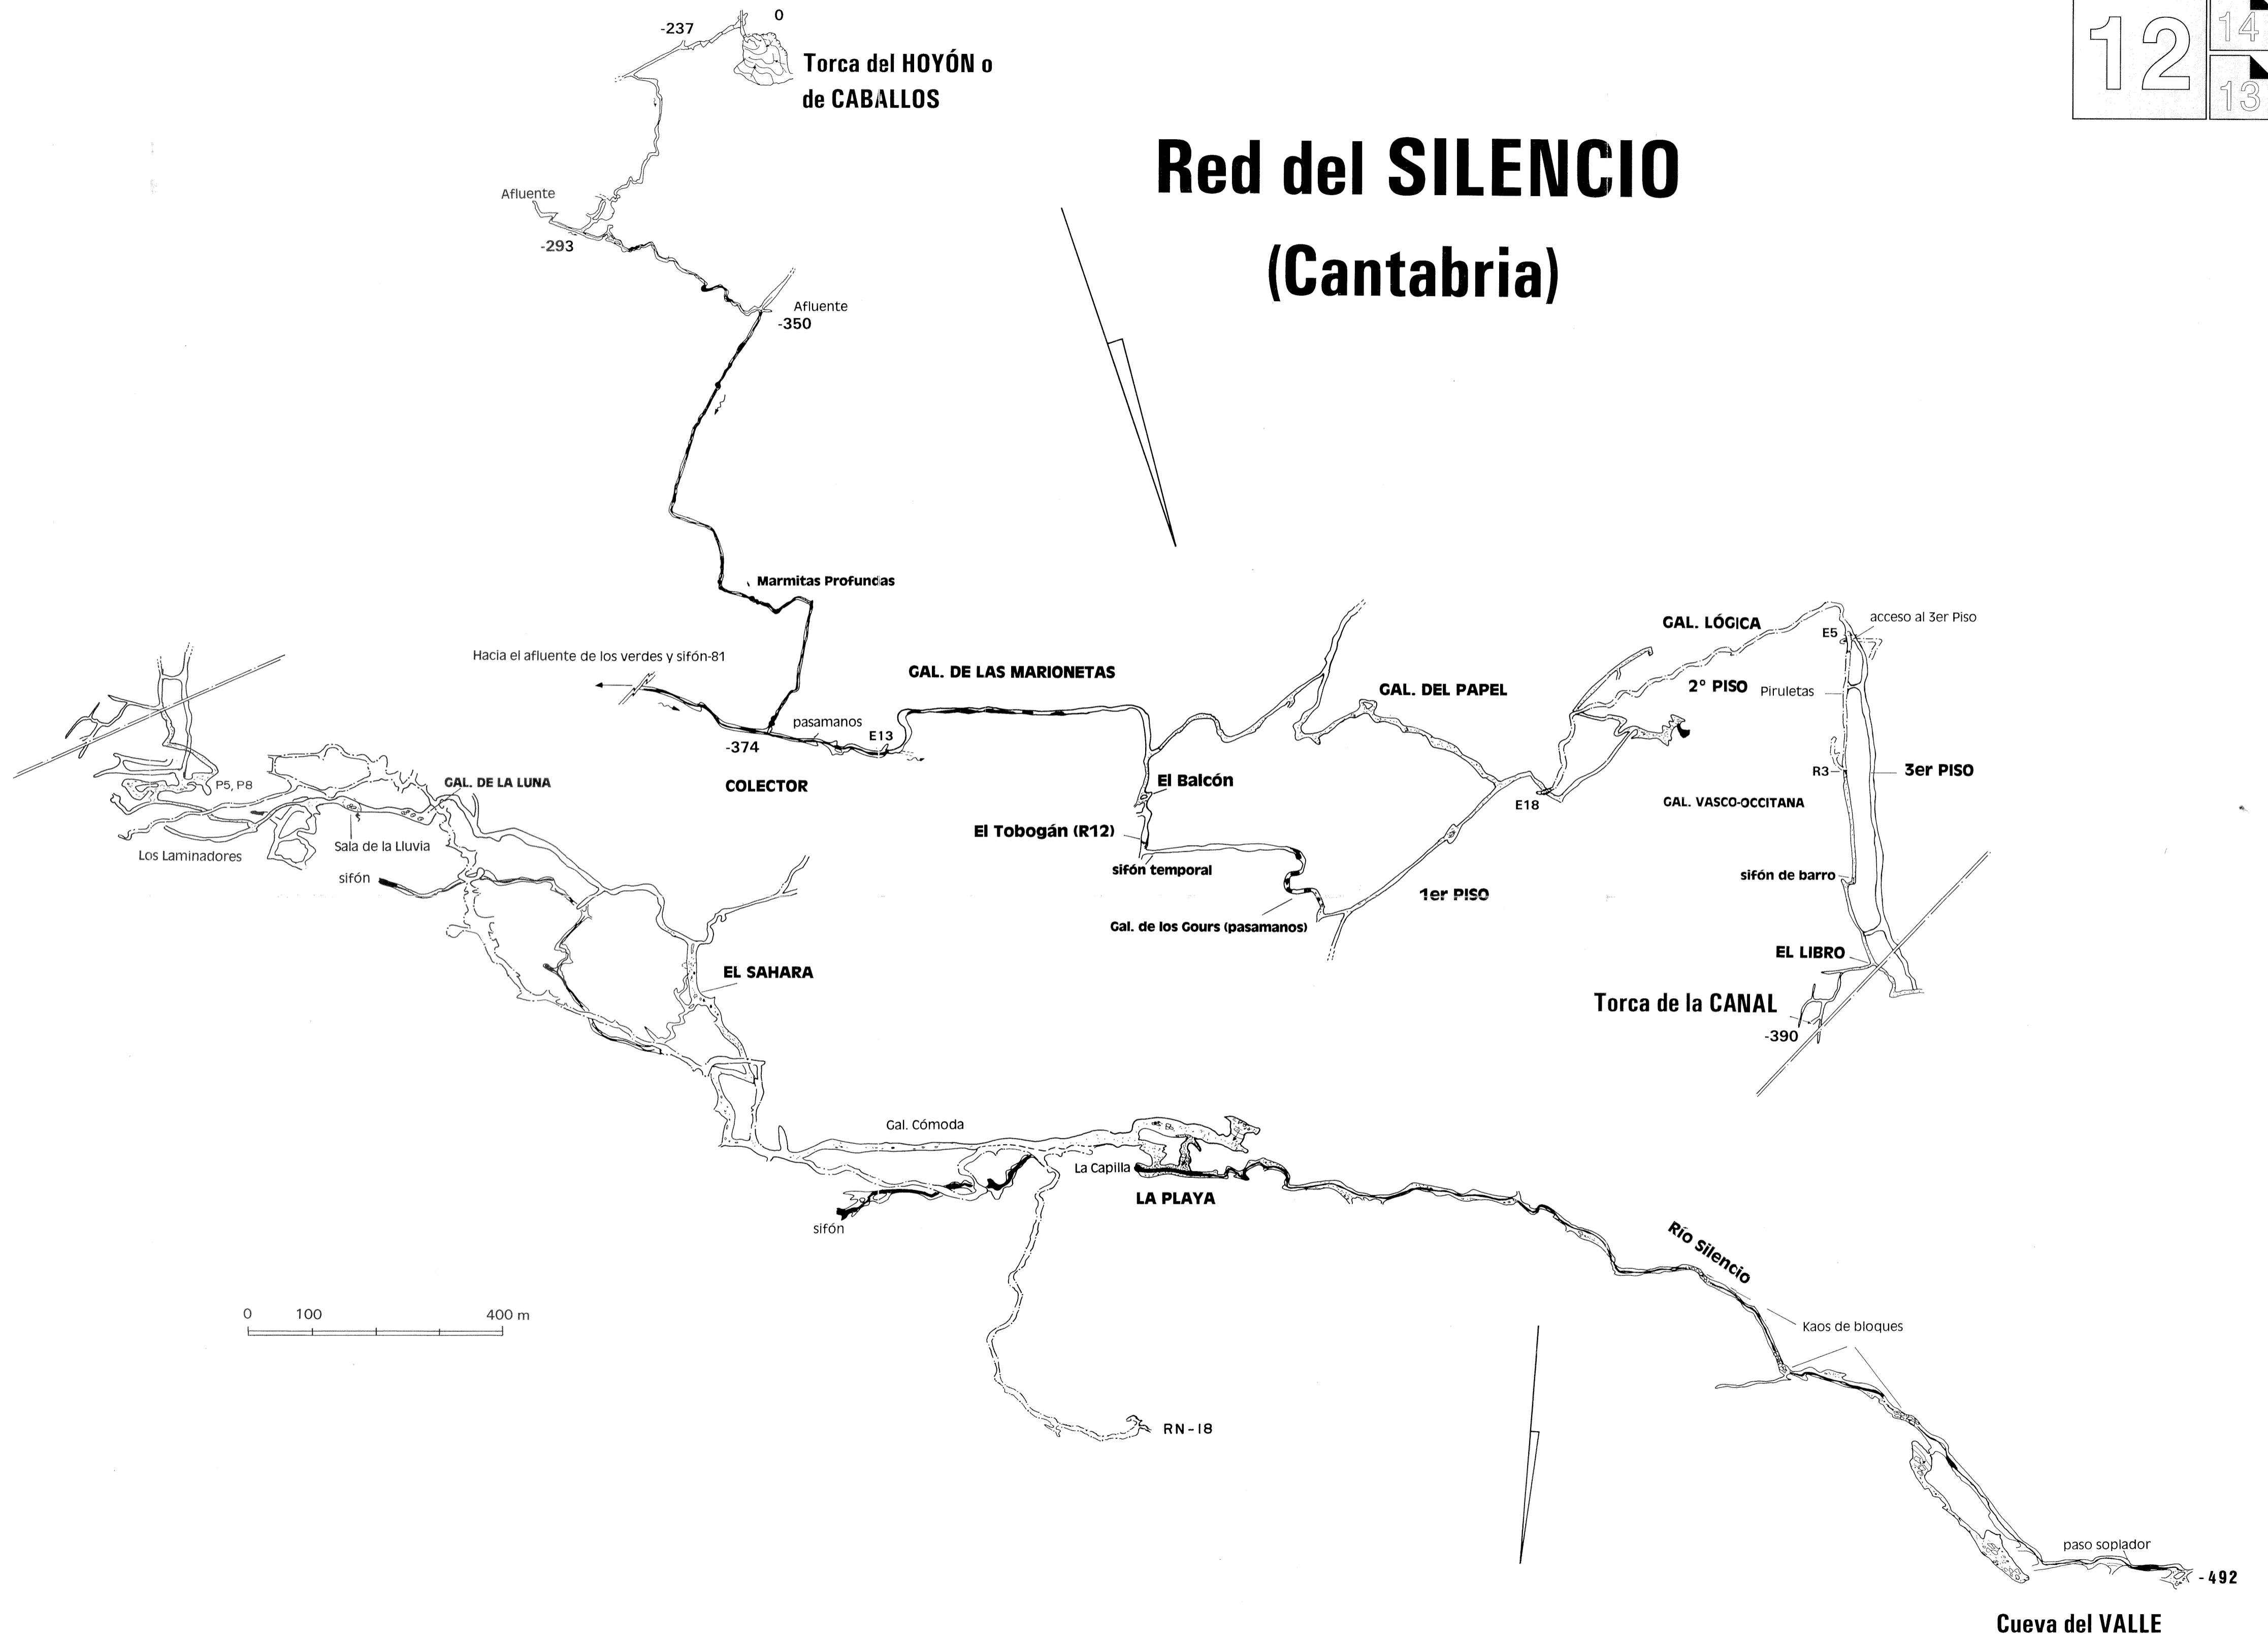 0
-237
Torca del HOYÓN o
de CABALLOS
12
14
13
Red del SILENCIO
(Cantabria)
Afluente
-293
Afluente
-350
Marmitas Profundas
Hacia el afluente de los verdes y sifón-81
GAL. DE LAS MARIONETAS
pasamanos
E13
-374
COLECTOR
GAL. DEL PAPEL
GAL. LÓGICA
E5
acceso al 3er Piso
2º PISO
Piruletas
R3
3er PISO
GAL. VASCO-OCCITANA
E18
El Balcón
El Tobogán (R12)
sifón temporal
1er PISO
Gal. de los Gours (pasamanos)
sifón de barro
EL LIBRO
Torca de la CANAL
-390
P5, P8
GAL. DE LA LUNA
Los Laminadores
Sala de la Lluvia
sifón
EL SAHARA
Gal. Cómoda
La Capilla
LA PLAYA
sifón
Río Silencio
0 100 400 m
Kaos de bloques
RN-18
paso soplador
-492
Cueva del VALLE